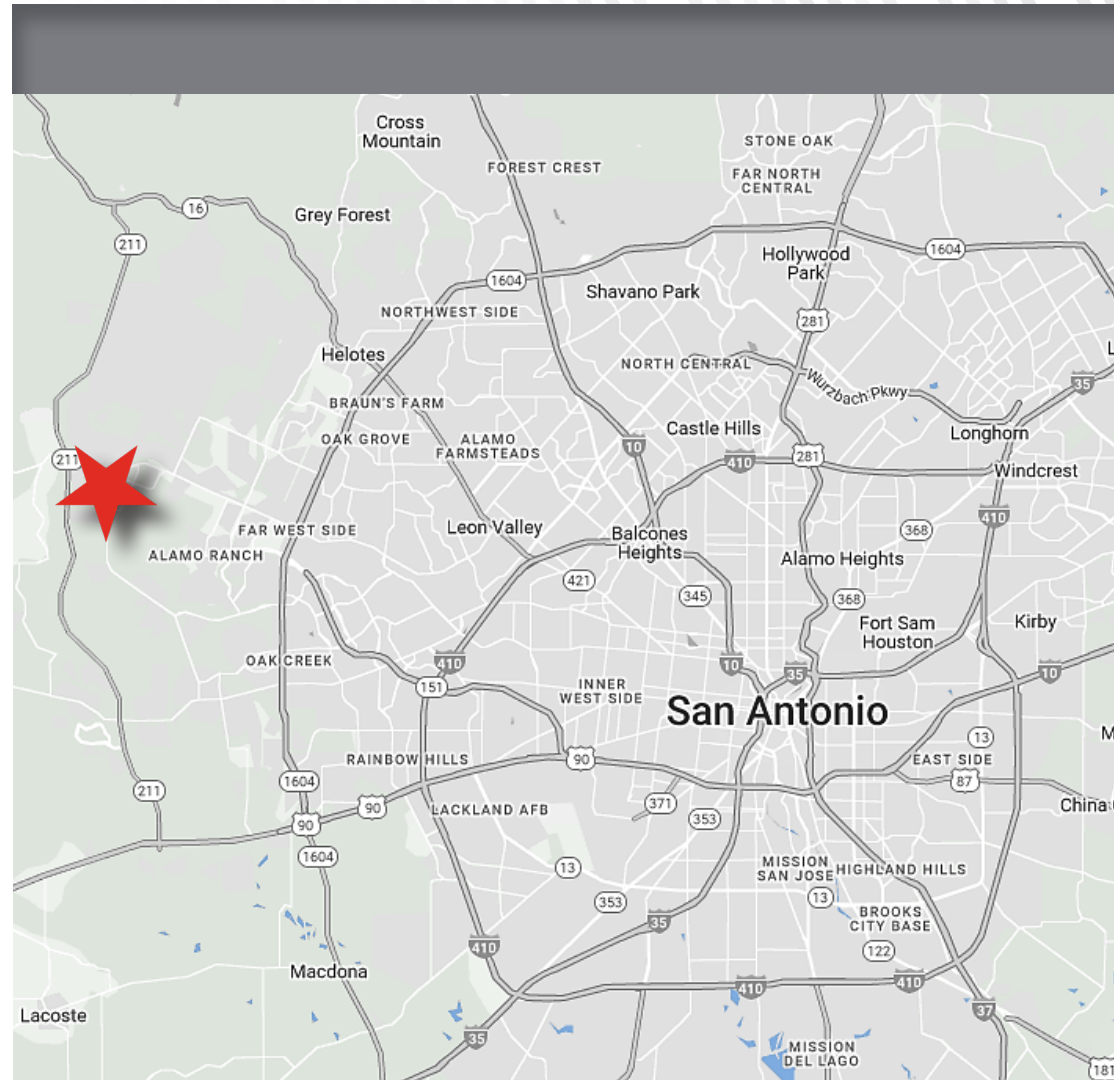 Cross
Mountain
STONE OAK
FOREST CREST
FAR NORTH
CENTRAL
16
Grey Forest
211
1604
Hollywood
Park
1604
Shavano Park
NORTHWEST SIDE
281
Helotes
NORTH CENTRAL
Wurzbach Pkwy
35
BRAUN'S FARM
OAK GROVE
ALAMO
FARMSTEADS
Castle Hills
10
Longhorn
211
410
281
Windcrest
410
FAR WEST SIDE
Leon Valley
Balcones
Heights
368
ALAMO RANCH
Alamo Heights
421
345
368
Fort Sam
Houston
Kirby
OAK CREEK
410
10
35
10
151
INNER
WEST SIDE
San Antonio
13
RAINBOW HILLS
90
EAST SIDE
1604
87
211
90
371
China
LACKLAND AFB
353
90
1604
13
MISSION
SAN JOSE
HIGHLAND HILLS
353
13
35
BROOKS
CITY BASE
410
122
Macdona
410
410
Lacoste
37
35
MISSION
DEL LAGO
181